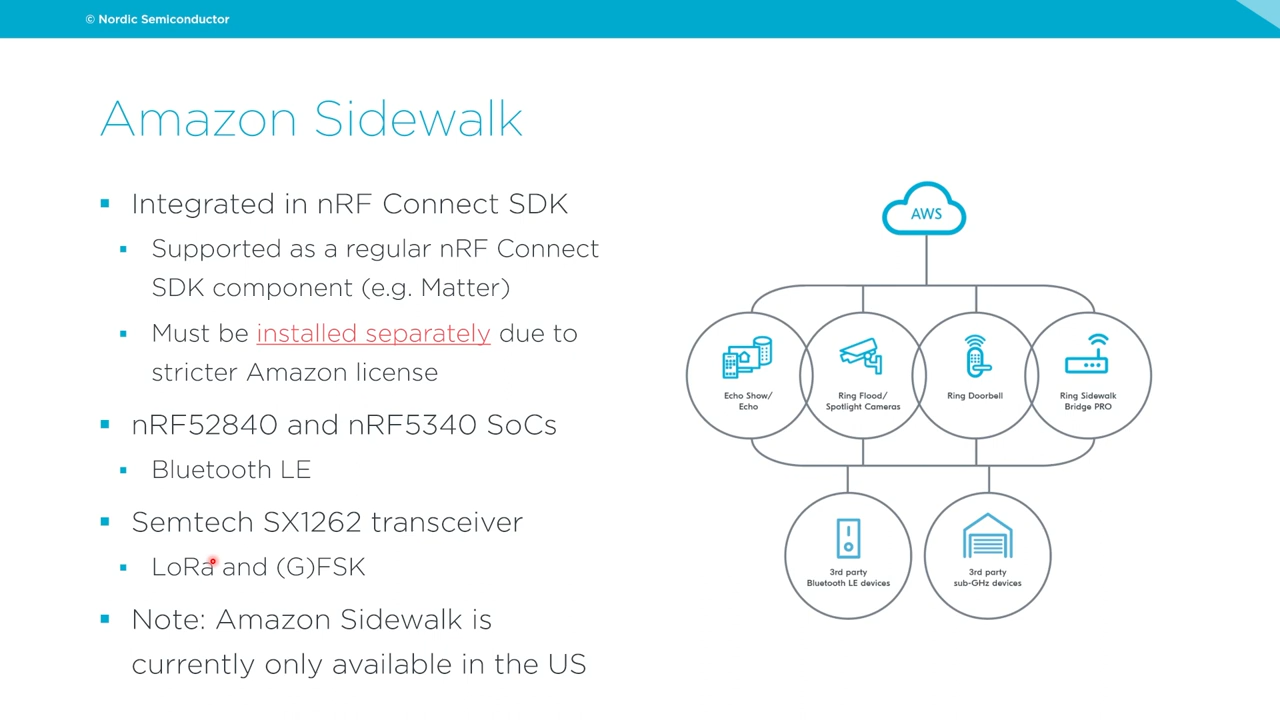 © Nordic Semiconductor
Amazon Sidewalk
Integrated in nRF Connect SDK
Supported as a regular nRF Connect
SDK component (e.g. Matter)
Must be installed separately due to
stricter Amazon license
nRF52840 and nRF5340 SoCs
Bluetooth LE
Semtech SX1262 transceiver
LoRa and (G)FSK
Note: Amazon Sidewalk is
currently only available in the US
AWS
Echo Show/
Echo
Ring Flood/
Spotlight Cameras
Ring Doorbell
Ring Sidewalk
Bridge PRO
3rd party
Bluetooth LE devices
3rd party
sub-GHz devices